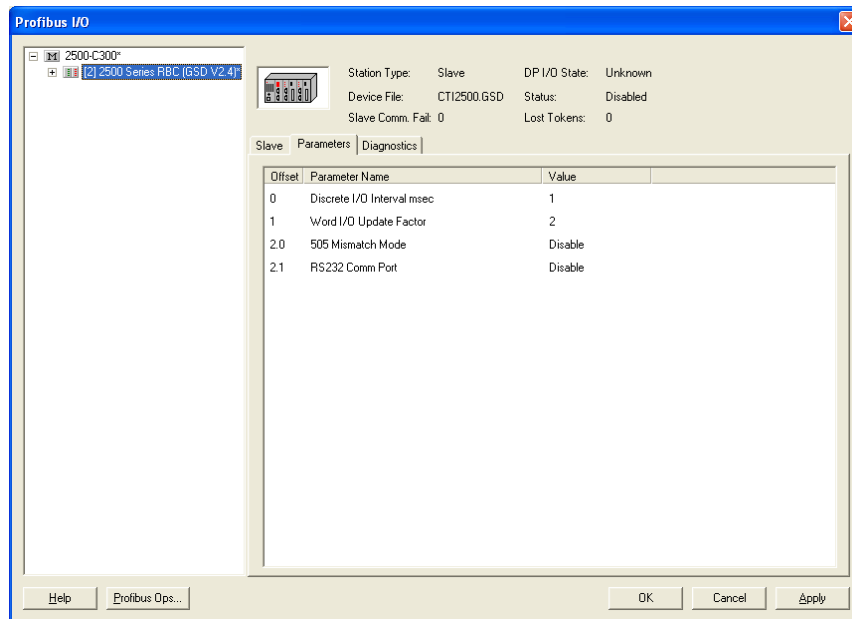 Profibus I/O
2500-C300*
[2] 2500 Series RBC (GSD V2.4)*
Station Type: Slave DP I/O State: Unknown
Device File: CTI2500.GSD Status: Disabled
Slave Comm. Fail: 0 Lost Tokens: 0
Slave Parameters Diagnostics
Offset Parameter Name Value
0 Discrete I/O Interval msec 1
1 Word I/O Update Factor 2
2.0 505 Mismatch Mode Disable
2.1 RS232 Comm Port Disable
Help Profibus Ops... OK Cancel Apply